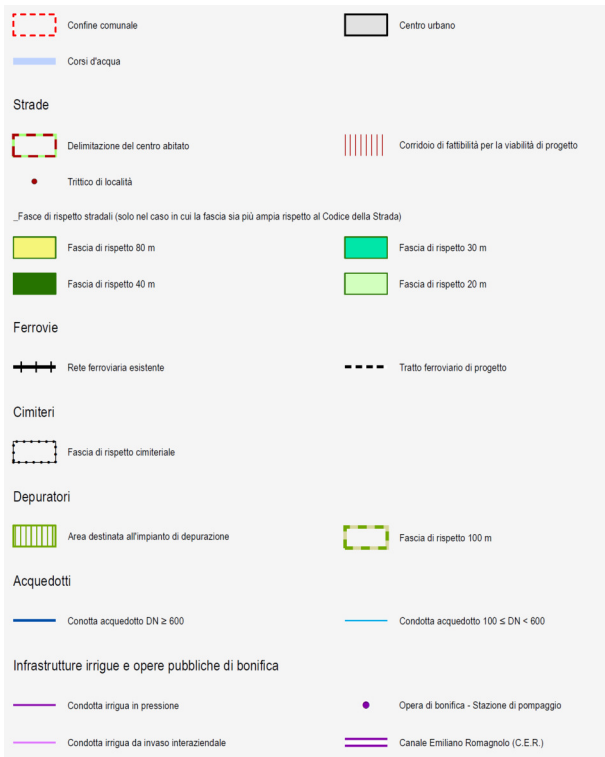 Confine comunale
Centro urbano
Corsi d'acqua
Strade
Delimitazione del centro abitato
Corridoio di fattibilità per la viabilità di progetto
Trittico di località
_Fasce di rispetto stradali (solo nel caso in cui la fascia sia più ampia rispetto al Codice della Strada)
Fascia di rispetto 80 m
Fascia di rispetto 30 m
Fascia di rispetto 40 m
Fascia di rispetto 20 m
Ferrovie
Rete ferroviaria esistente
Tratto ferroviario di progetto
Cimiteri
Fascia di rispetto cimiteriale
Depuratori
Area destinata all'impianto di depurazione
Fascia di rispetto 100 m
Acquedotti
Conotta acquedotto DN ≥ 600
Condotta acquedotto 100 ≤ DN < 600
Infrastrutture irrigue e opere pubbliche di bonifica
Condotta irrigua in pressione
Opera di bonifica - Stazione di pompaggio
Condotta irrigua da invaso interaziendale
Canale Emiliano Romagnolo (C.E.R.)